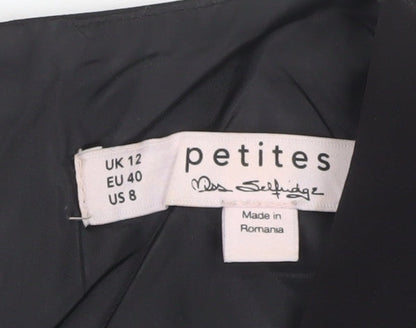 UK 12
EU 40
US 8
petites
Miss Selfridge
Made in
Romania